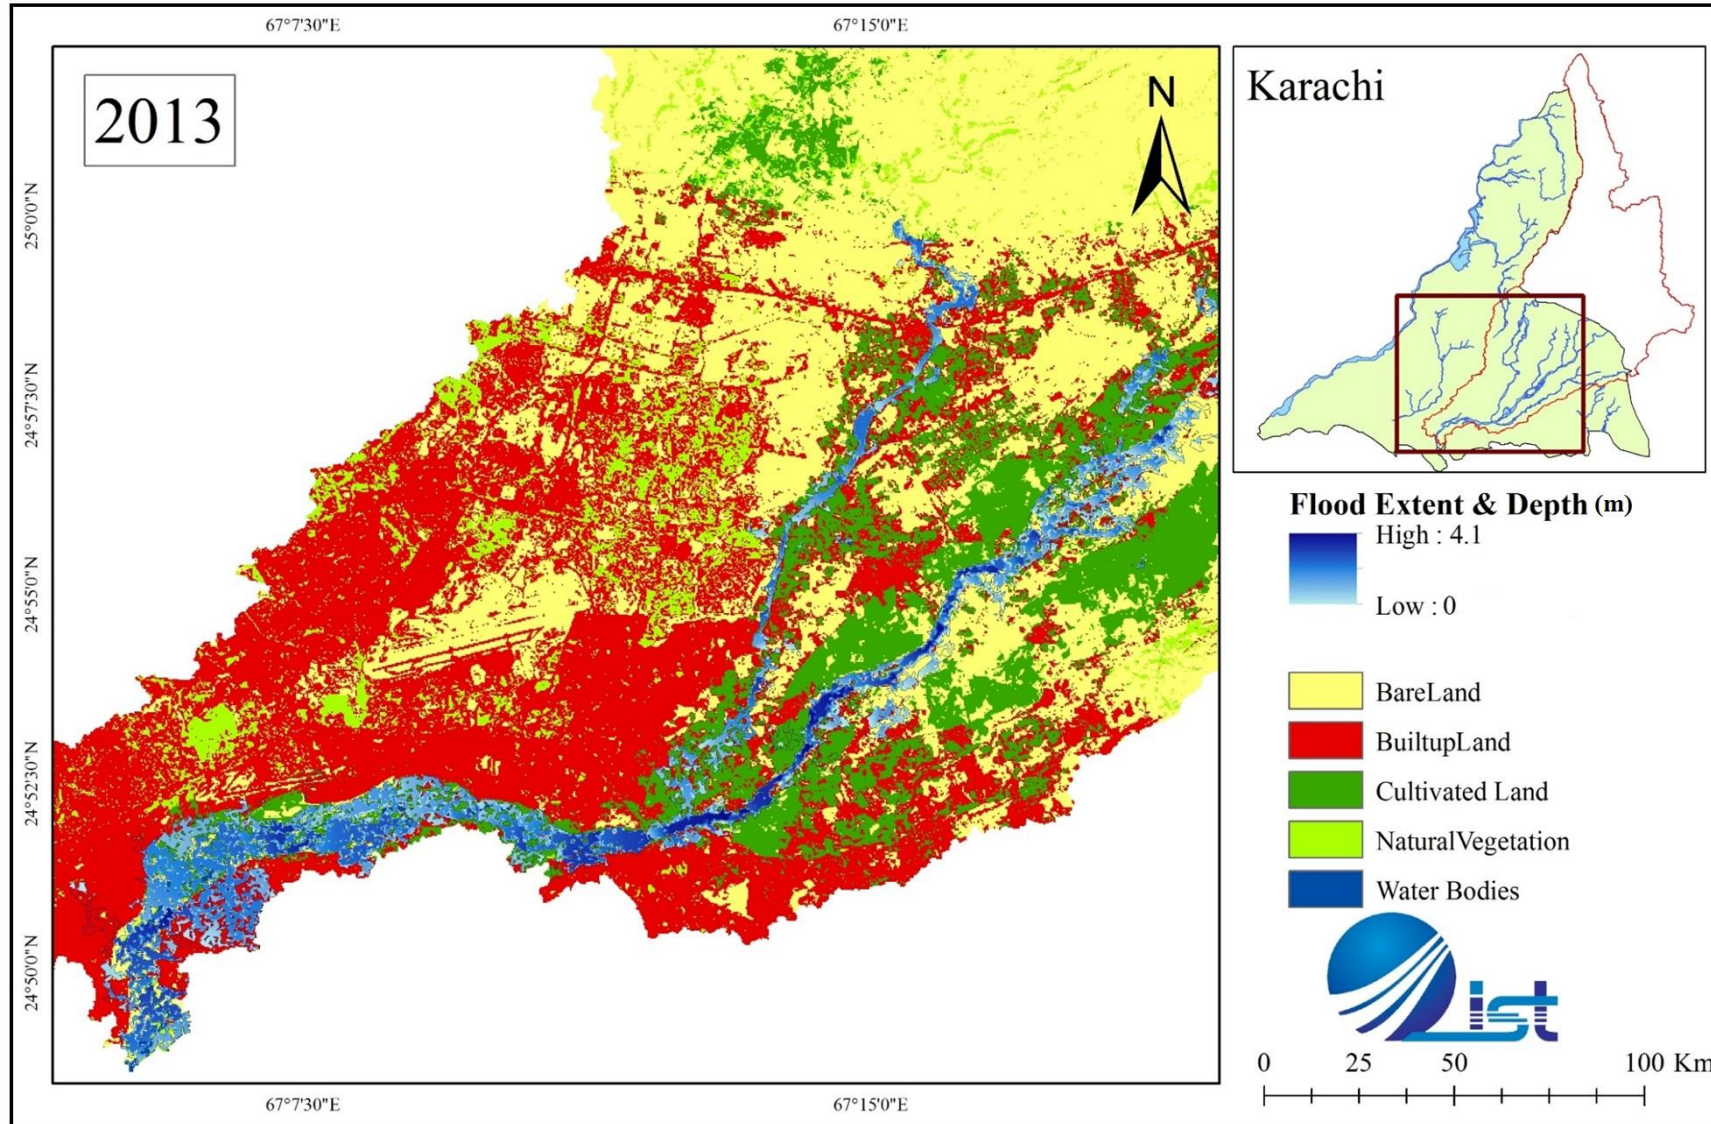 67°7'30"E 67°15'0"E
2013
N
Karachi
25°0'0"N
24°57'30"N
24°55'0"N
24°52'30"N
24°50'0"N
Flood Extent & Depth (m)
High : 4.1
Low : 0
BareLand
BuiltupLand
Cultivated Land
NaturalVegetation
Water Bodies
ist
0 25 50 100 Km
67°7'30"E 67°15'0"E